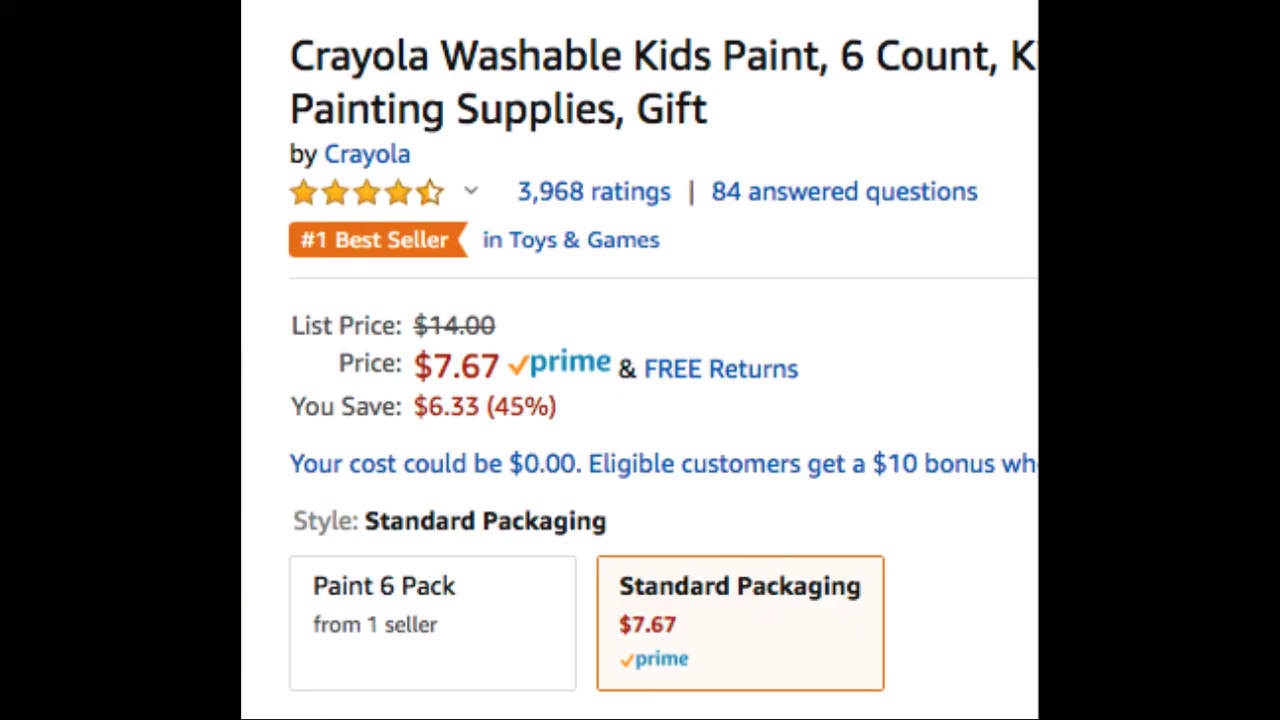 Crayola Washable Kids Paint, 6 Count,
Painting Supplies, Gift
by Crayola
3,968 ratings | 84 answered questions
#1 Best Seller in Toys & Games
List Price: $14.00
Price: $7.67 prime & FREE Returns
You Save: $6.33 (45%)
Your cost could be $0.00. Eligible customers get a $10 bonus
Style: Standard Packaging
Paint 6 Pack
from 1 seller
Standard Packaging
$7.67
prime